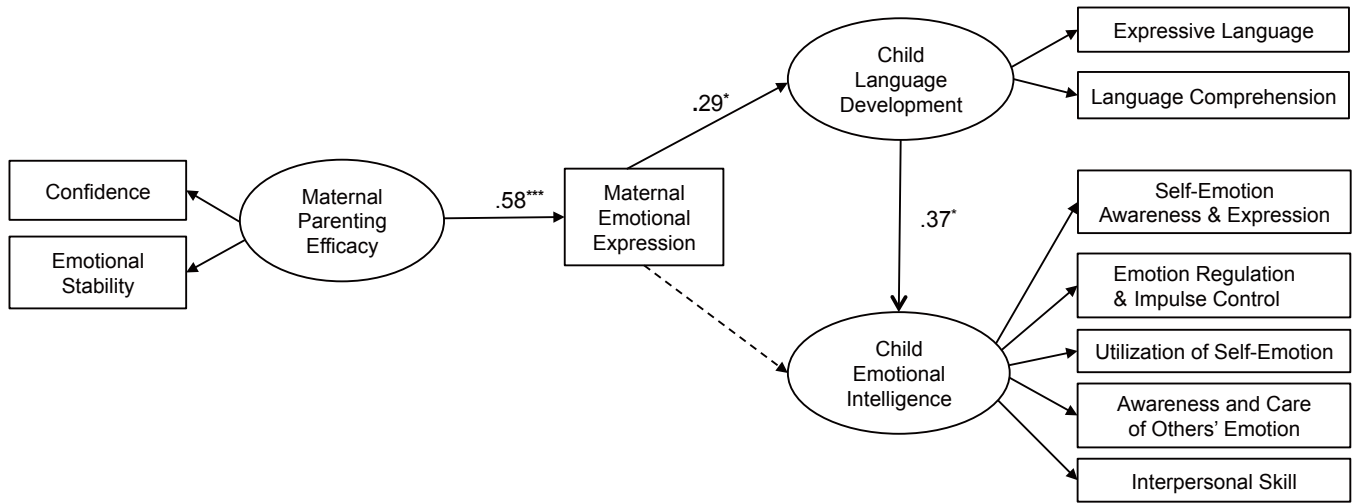 Confidence
Emotional
Stability
Maternal
Parenting
Efficacy
.58***
Maternal
Emotional
Expression
.29*
Child
Language
Development
Expressive Language
Language Comprehension
.37*
Child
Emotional
Intelligence
Self-Emotion
Awareness & Expression
Emotion Regulation
& Impulse Control
Utilization of Self-Emotion
Awareness and Care
of Others’ Emotion
Interpersonal Skill